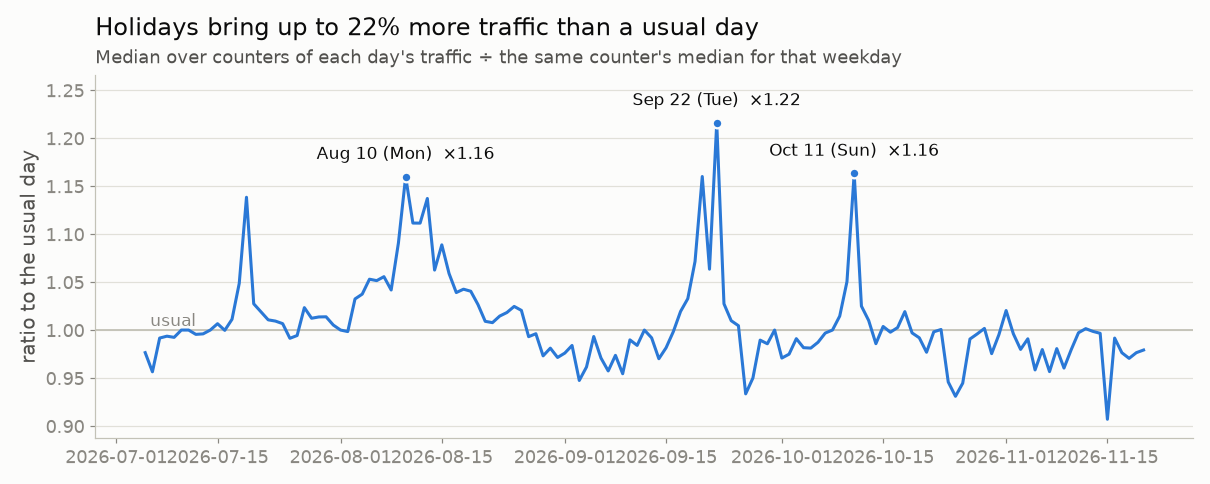 Holidays bring up to 22% more traffic than a usual day
Median over counters of each day's traffic ÷ the same counter's median for that weekday
ratio to the usual day
1.25
1.20
1.15
1.10
1.05
1.00
0.95
0.90
Sep 22 (Tue)  ×1.22
Aug 10 (Mon)  ×1.16
Oct 11 (Sun)  ×1.16
usual
2026-07-01 2026-07-15 2026-08-01 2026-08-15 2026-09-01 2026-09-15 2026-10-01 2026-10-15 2026-11-01 2026-11-15